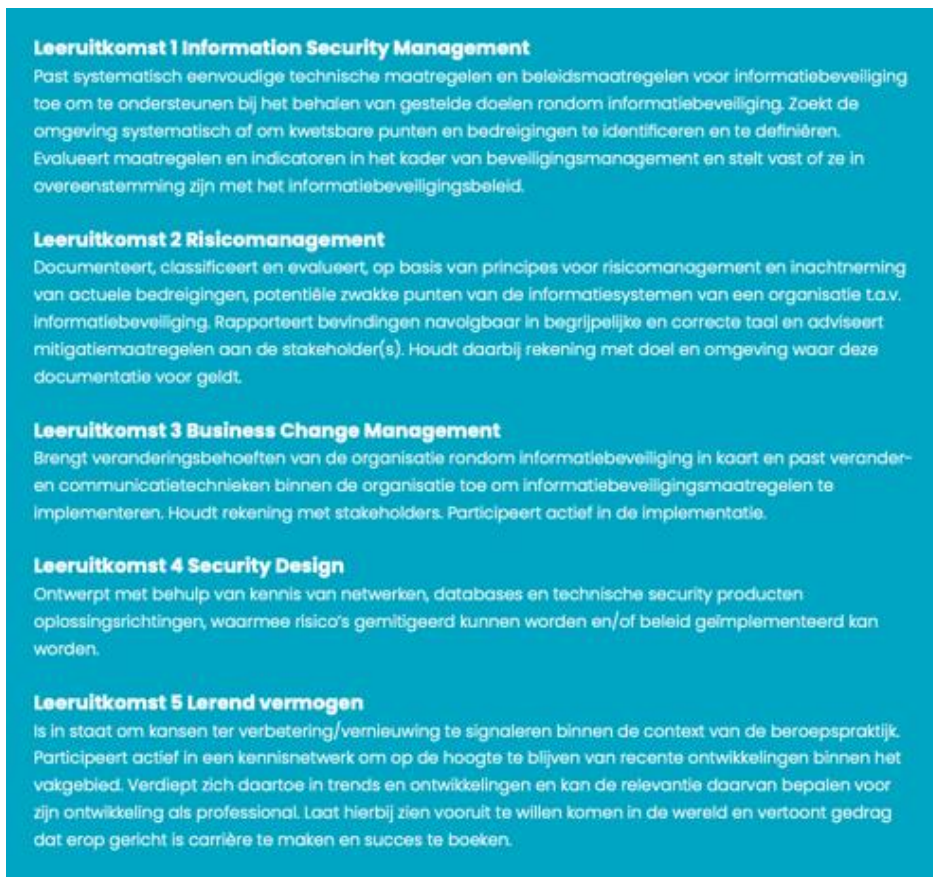 Leeruitkomst 1 Information Security Management
Past systematisch eenvoudige technische maatregelen en beleidsmaatregelen voor informatiebeveiliging
toe om te ondersteunen bij het behalen van gestelde doelen rondom informatiebeveiliging. Zoekt de
omgeving systematisch af om kwetsbare punten en bedreigingen te identificeren en te definiëren.
Evalueert maatregelen en indicatoren in het kader van beveiligingsmanagement en stelt vast of ze in
overeenstemming zijn met het informatiebeveiligingsbeleid.
Leeruitkomst 2 Risicomanagement
Documenteert, classificeert en evalueert, op basis van principes voor risicomanagement en inachtneming
van actuele bedreigingen, potentiële zwakke punten van de informatiesystemen van een organisatie t.a.v.
informatiebeveiliging. Rapporteert bevindingen navolgbaar in begrijpelijke en correcte taal en adviseert
mitigatiemaatregelen aan de stakeholder(s). Houdt daarbij rekening met doel en omgeving waar deze
documentatie voor geldt.
Leeruitkomst 3 Business Change Management
Brengt veranderingsbehoeften van de organisatie rondom informatiebeveiliging in kaart en past verander-
en communicatietechnieken binnen de organisatie toe om informatiebeveiligingsmaatregelen te
implementeren. Houdt rekening met stakeholders. Participeert actief in de implementatie.
Leeruitkomst 4 Security Design
Ontwerpt met behulp van kennis van netwerken, databases en technische security producten
oplossingsrichtingen, waarmee risico's gemitigeerd kunnen worden en/of beleid geïmplementeerd kan
worden.
Leeruitkomst 5 Lerend vermogen
Is in staat om kansen ter verbetering/vernieuwing te signaleren binnen de context van de beroepspraktijk.
Participeert actief in een kennisnetwerk om op de hoogte te blijven van recente ontwikkelingen binnen het
vakgebied. Verdiept zich daartoe in trends en ontwikkelingen en kan de relevantie daarvan bepalen voor
zijn ontwikkeling als professional. Laat hierbij zien vooruit te willen komen in de wereld en vertoont gedrag
dat erop gericht is carrière te maken en succes te boeken.